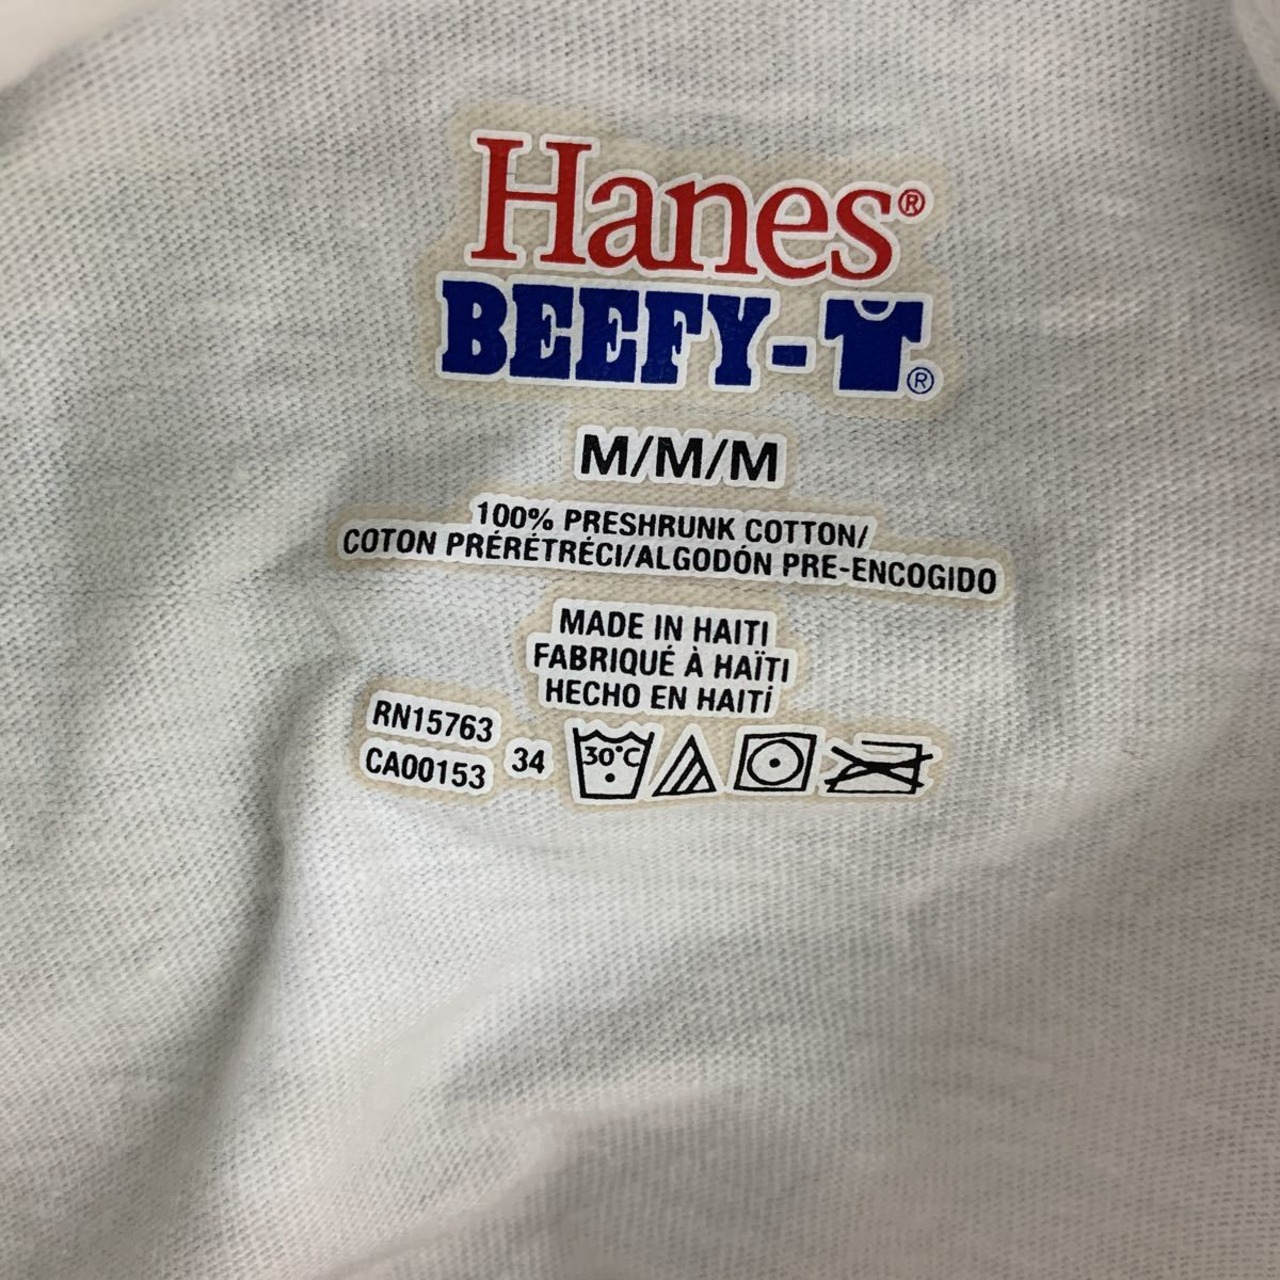 Hanes®
BEEFY-T®
M/M/M
100% PRESHRUNK COTTON/
COTON PRÉRÉTRÉCI/ALGODÓN PRE-ENCOGIDO
MADE IN HAITI
FABRIQUÉ À HAÏTI
HECHO EN HAITÍ
RN15763
CA00153 34 30°C